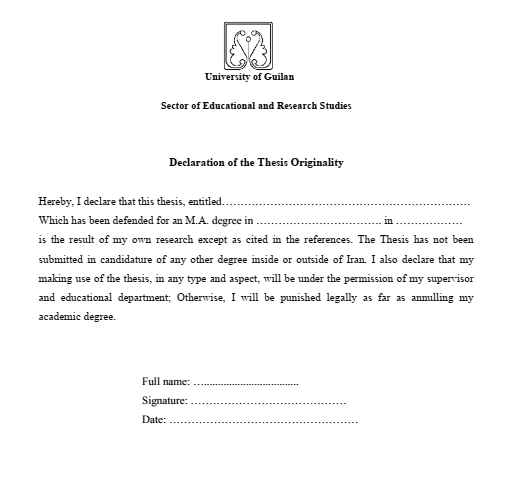 University of Guilan
Sector of Educational and Research Studies
Declaration of the Thesis Originality
Hereby, I declare that this thesis, entitled……………………………………………………………………
Which has been defended for an M.A. degree in …………………………………. in …………………
is the result of my own research except as cited in the references. The Thesis has not been
submitted in candidature of any other degree inside or outside of Iran. I also declare that my
making use of the thesis, in any type and aspect, will be under the permission of my supervisor
and educational department; Otherwise, I will be punished legally as far as annulling my
academic degree.
Full name: …...................................
Signature: …………………………………………
Date: ……………………………………………………